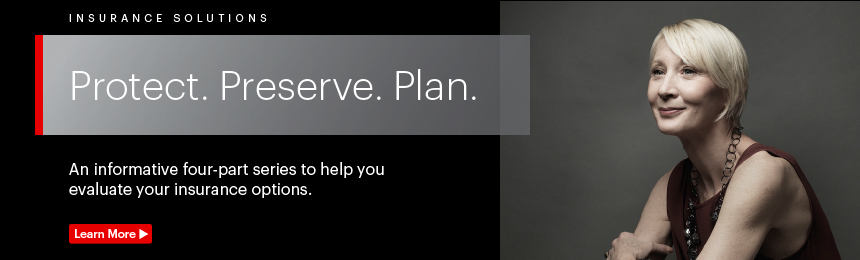 INSURANCE SOLUTIONS
Protect. Preserve. Plan.
An informative four-part series to help you
evaluate your insurance options.
Learn More ▶